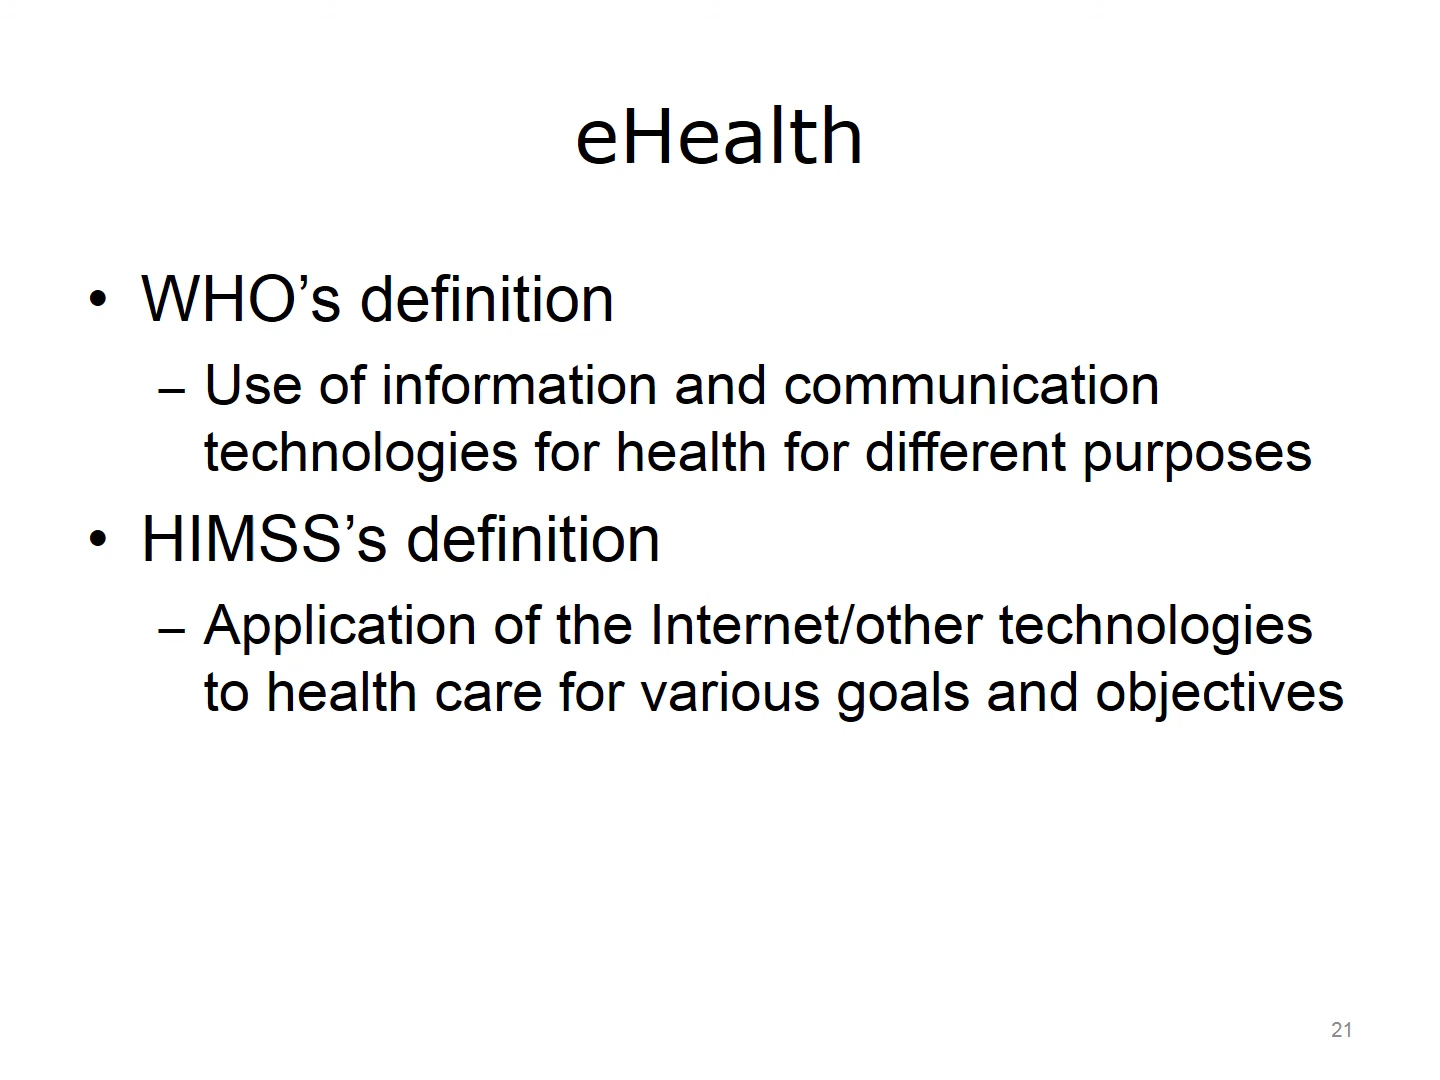 eHealth
• WHO’s definition
– Use of information and communication
technologies for health for different purposes
• HIMSS’s definition
– Application of the Internet/other technologies
to health care for various goals and objectives
21